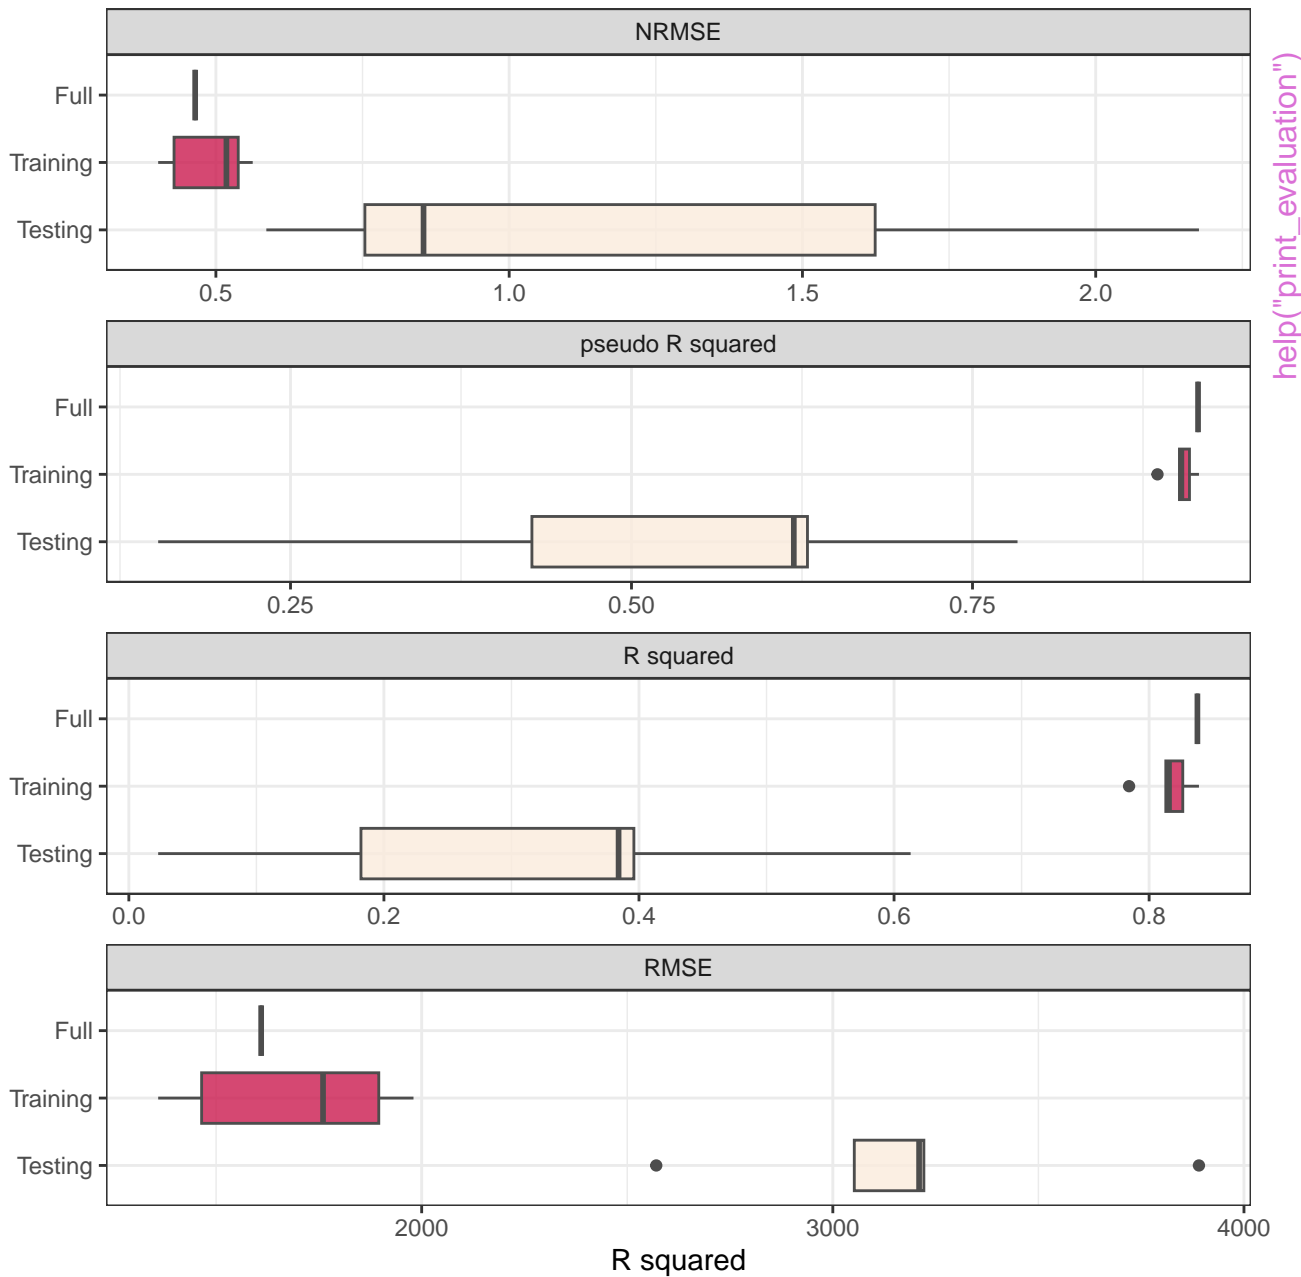 NRMSE
Full
Training
Testing
0.5 1.0 1.5 2.0
help("print_evaluation")
pseudo R squared
Full
Training
Testing
0.25 0.50 0.75
R squared
Full
Training
Testing
0.0 0.2 0.4 0.6 0.8
RMSE
Full
Training
Testing
2000 3000 4000
R squared